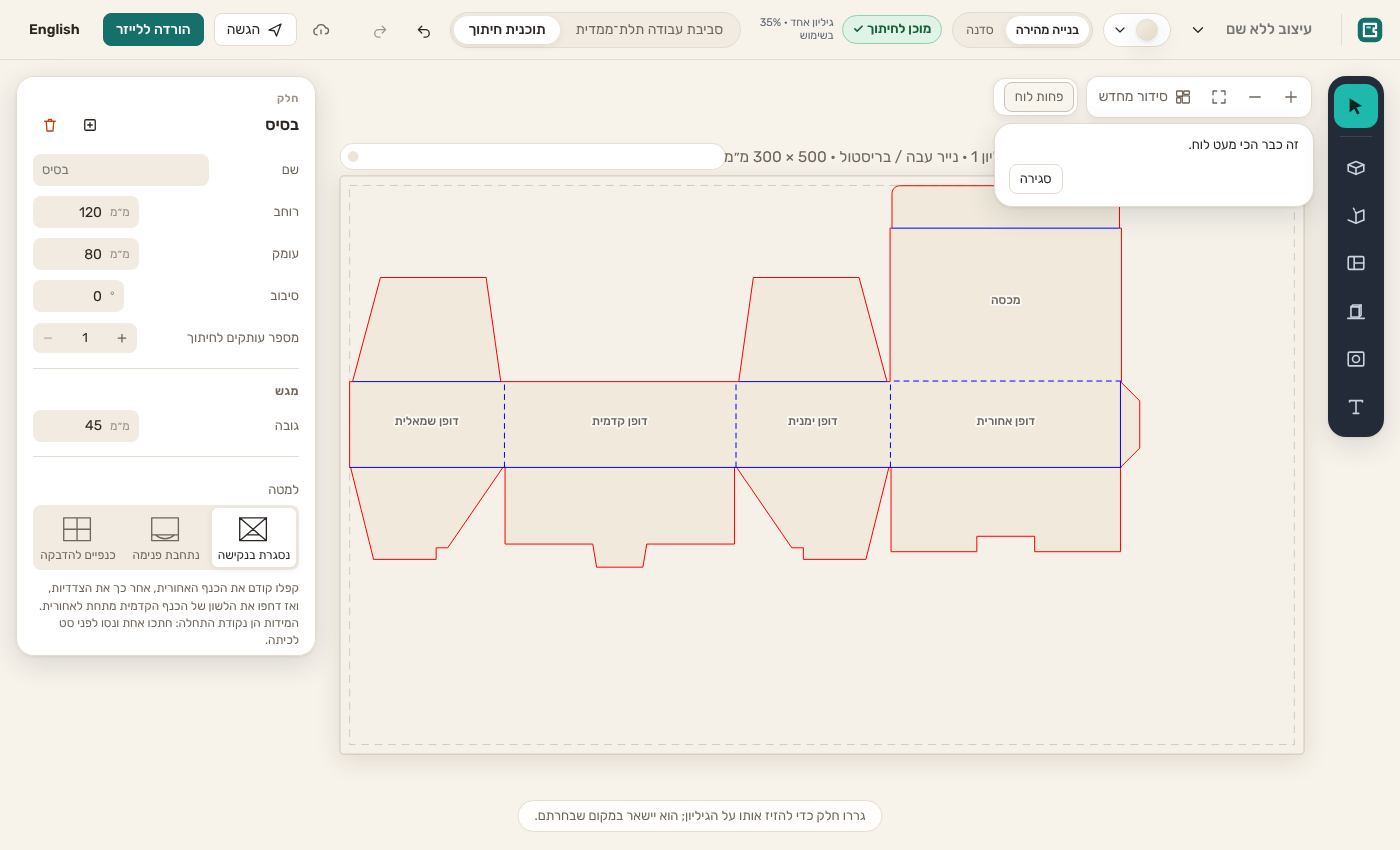 עיצוב ללא שם
בנייה מהירה
סדנה
מוכן לחיתוך
גיליון אחד • 35% בשימוש
סביבת עבודה תלת־ממדית
תוכנית חיתוך
הגשה
הורדה ללייזר
English
סידור מחדש
פחות לוח
זה כבר הכי מעט לוח.
סגירה
יון 1 • נייר עבה / בריסטול • 500 × 300 מ״מ
מכסה
דופן שמאלית
דופן קדמית
דופן ימנית
דופן אחורית
חלק
בסיס
שם
בסיס
רוחב
120 מ״מ
עומק
80 מ״מ
סיבוב
0 °
מספר עותקים לחיתוך
+ 1 −
מגש
גובה
45 מ״מ
למטה
נסגרת בנקישה
נתחבת פנימה
כנפיים להדבקה
קפלו קודם את הכנף האחורית, אחר כך את הצדדיות,
ואז דחפו את הלשון של הכנף הקדמית מתחת לאחורית.
המידות הן נקודת התחלה: חתכו אחת ונסו לפני סט
לכיתה.
גררו חלק כדי להזיז אותו על הגיליון; הוא יישאר במקום שבחרתם.